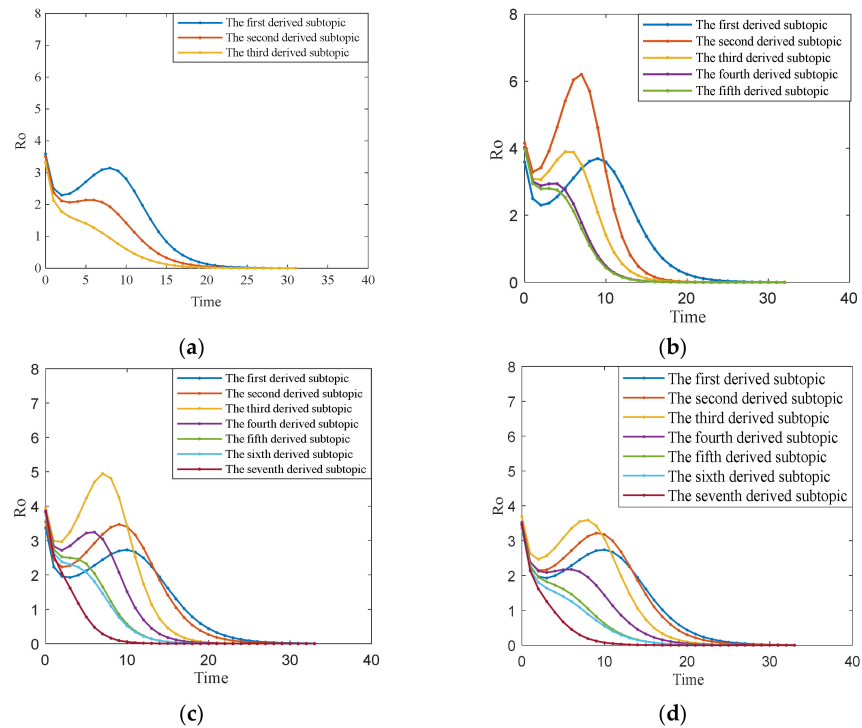 8
7
6
5
4
3
2
1
0
Ro
0 5 10 15 20 25 30 35 40
Time
The first derived subtopic
The second derived subtopic
The third derived subtopic
(a)
8
6
4
2
0
Ro
0 10 20 30 40
Time
The first derived subtopic
The second derived subtopic
The third derived subtopic
The fourth derived subtopic
The fifth derived subtopic
(b)
8
7
6
5
4
3
2
1
0
Ro
0 10 20 30 40
Time
The first derived subtopic
The second derived subtopic
The third derived subtopic
The fourth derived subtopic
The fifth derived subtopic
The sixth derived subtopic
The seventh derived subtopic
(c)
8
7
6
5
4
3
2
1
0
Ro
0 10 20 30 40
Time
The first derived subtopic
The second derived subtopic
The third derived subtopic
The fourth derived subtopic
The fifth derived subtopic
The sixth derived subtopic
The seventh derived subtopic
(d)